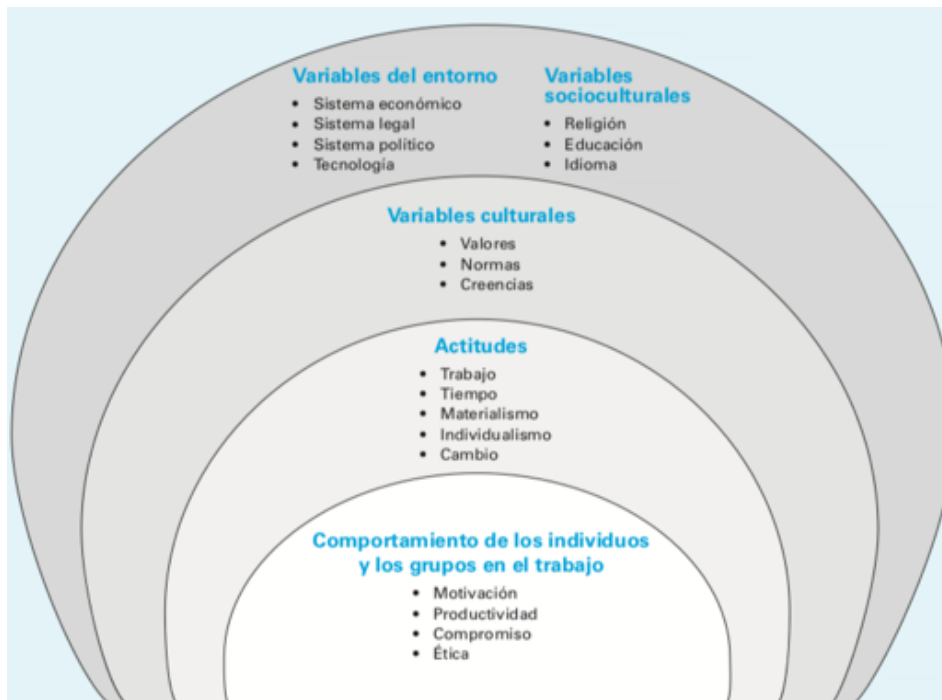 Variables del entorno
• Sistema económico
• Sistema legal
• Sistema político
• Tecnología
Variables
socioculturales
• Religión
• Educación
• Idioma
Variables culturales
• Valores
• Normas
• Creencias
Actitudes
• Trabajo
• Tiempo
• Materialismo
• Individualismo
• Cambio
Comportamiento de los individuos
y los grupos en el trabajo
• Motivación
• Productividad
• Compromiso
• Ética